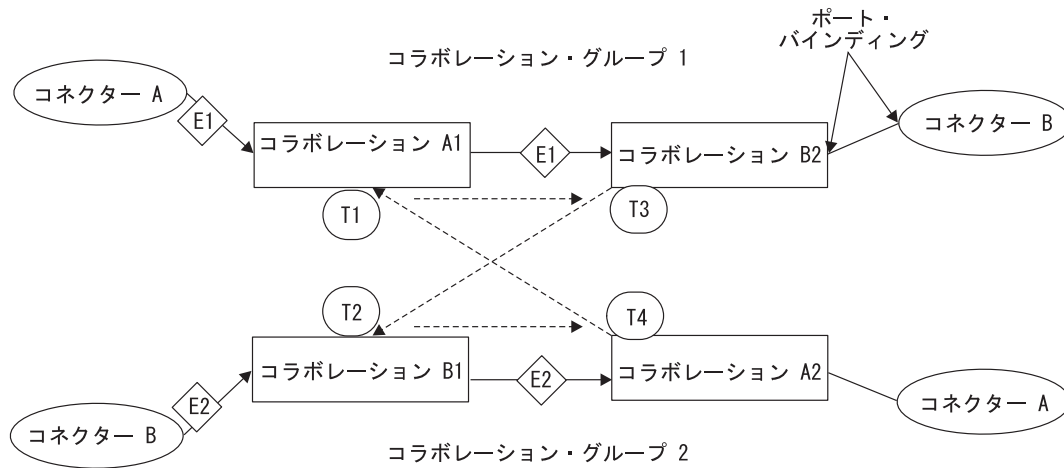 ポート・
バインディング
コラボレーション・グループ 1
コネクター A
E1
コラボレーション A1
E1
コラボレーション B2
コネクター B
T1
T3
T2
T4
コラボレーション B1
E2
コラボレーション A2
E2
コネクター B
コネクター A
コラボレーション・グループ 2